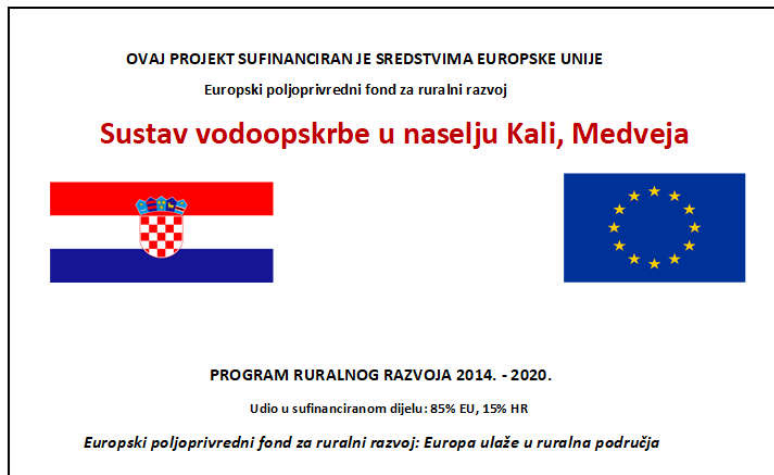 OVAJ PROJEKT SUFINANCIRAN JE SREDSTVIMA EUROPSKE UNIJE
Europski poljoprivredni fond za ruralni razvoj
Sustav vodoopskrbe u naselju Kali, Medveja
PROGRAM RURALNOG RAZVOJA 2014. - 2020.
Udio u sufinanciranom dijelu: 85% EU, 15% HR
Europski poljoprivredni fond za ruralni razvoj: Europa ulaže u ruralna područja